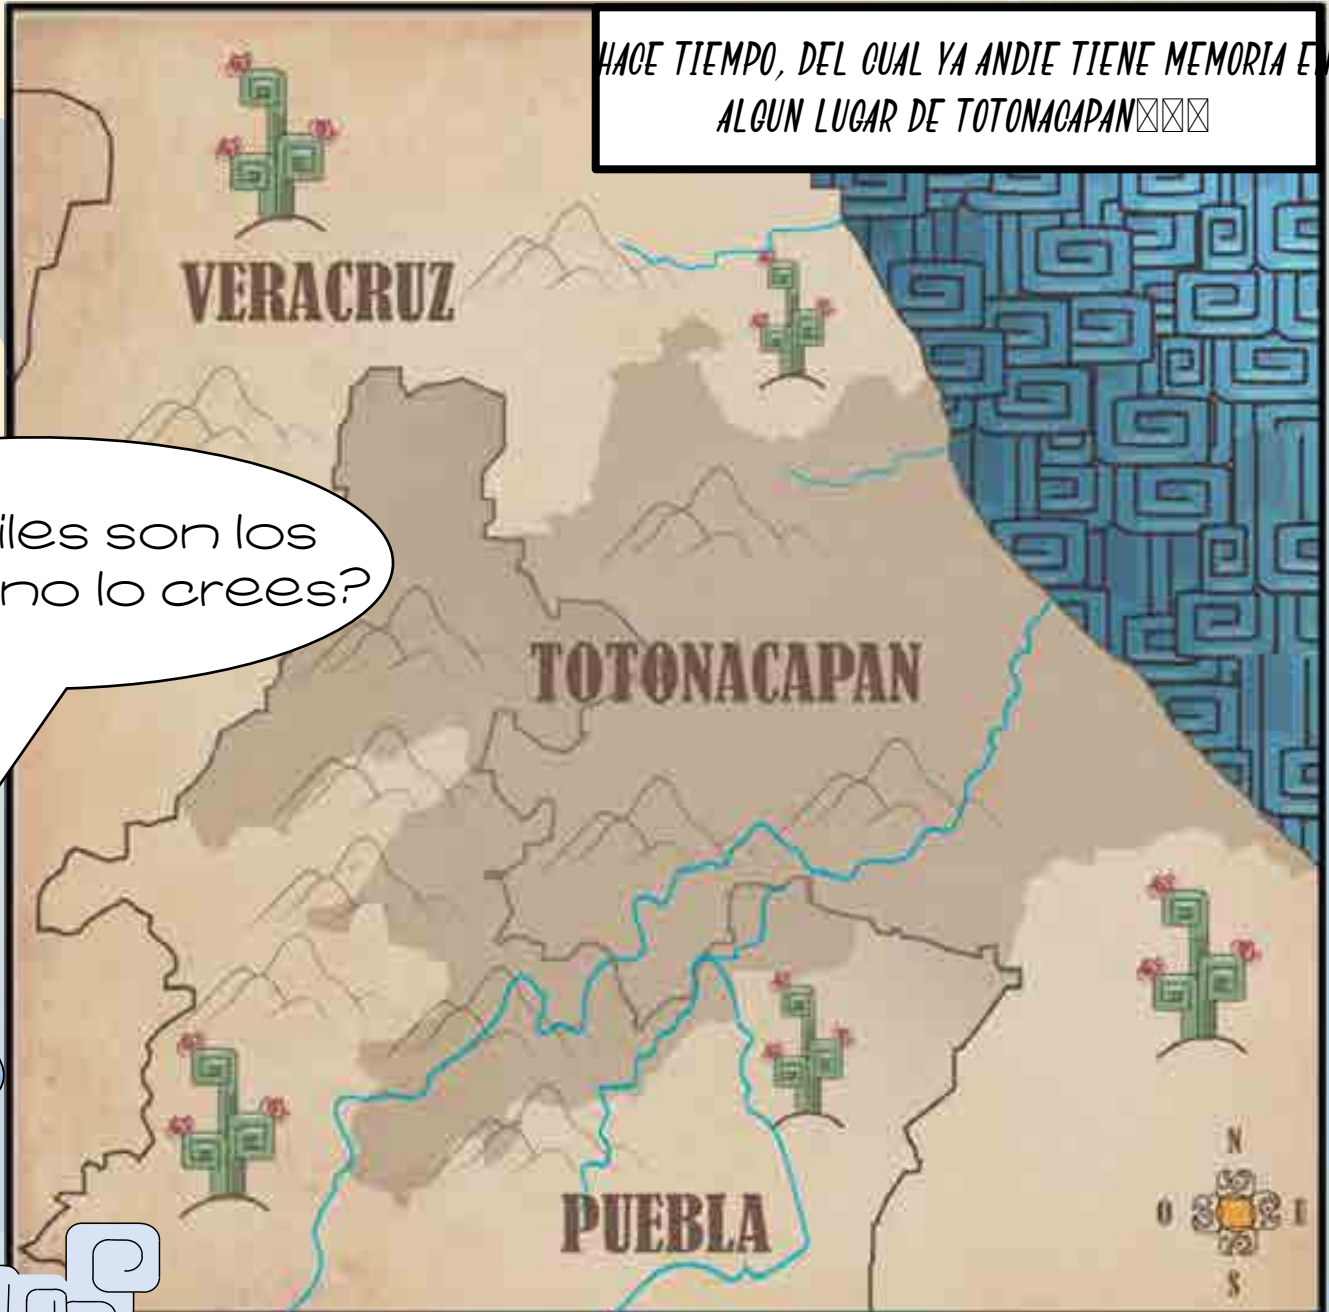 HACE TIEMPO, DEL CUAL YA ANDIE TIENE MEMORIA EN
ALGUN LUGAR DE TOTONACAPAN
VERACRUZ
iles son los
no lo crees?
TOTONACAPAN
PUEBLA
N
O E
S